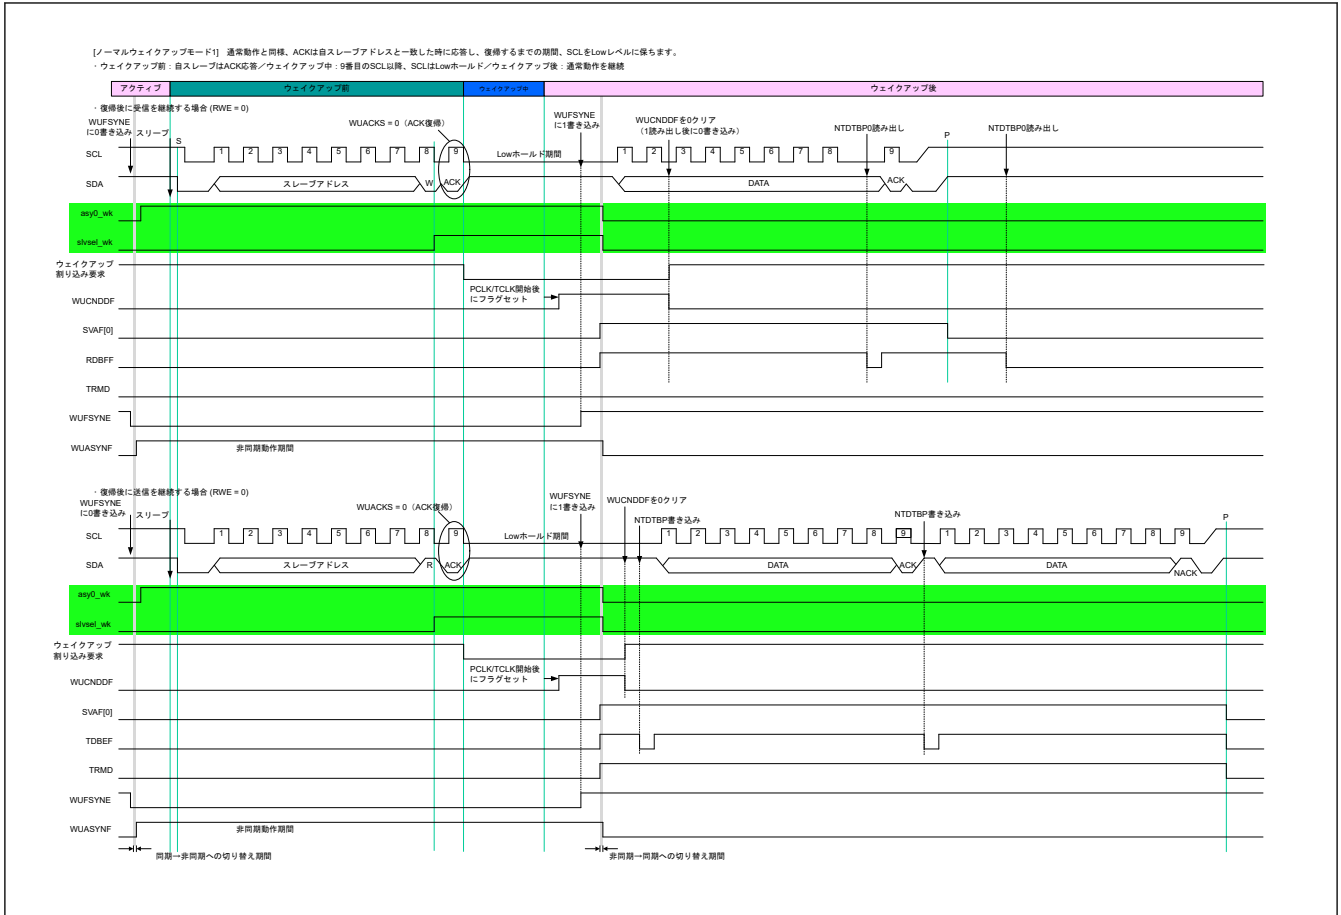 [ノーマルウェイクアップモード1] 通常動作と同様、ACKは自スレーブアドレスと一致した時に応答し、復帰するまでの期間、SCLをLowレベルに保ちます。
・ウェイクアップ前：自スレーブはACK応答／ウェイクアップ中：9番目のSCL以降、SCLはLowホールド／ウェイクアップ後：通常動作を継続
アクティブ ウェイクアップ前 ウェイクアップ中 ウェイクアップ後
・復帰後に受信を継続する場合 (RWE = 0)
WUFSYNE
に0書き込み
スリープ
S
WUACKS = 0（ACK復帰）
WUFSYNE
に1書き込み
WUCNDDFを0クリア
（1読み出し後に0書き込み）
NTDTBP0読み出し
NTDTBP0読み出し
P
SCL 1 2 3 4 5 6 7 8 9 Lowホールド期間 1 2 3 4 5 6 7 8 9
SDA スレーブアドレス W ACK DATA ACK
asy0_wk
slvsel_wk
ウェイクアップ
割り込み要求
PCLK/TCLK開始後
にフラグセット
WUCNDDF
SVAF[0]
RDBFF
TRMD
WUFSYNE
WUASYNF 非同期動作期間
・復帰後に送信を継続する場合 (RWE = 0)
WUFSYNE
に0書き込み
スリープ
WUACKS = 0（ACK復帰）
WUFSYNE
に1書き込み
WUCNDDFを0クリア
NTDTBP書き込み
NTDTBP書き込み
P
SCL 1 2 3 4 5 6 7 8 9 Lowホールド期間 1 2 3 4 5 6 7 8 9 1 2 3 4 5 6 7 8 9
SDA スレーブアドレス R ACK DATA ACK DATA NACK
asy0_wk
slvsel_wk
ウェイクアップ
割り込み要求
PCLK/TCLK開始後
にフラグセット
WUCNDDF
SVAF[0]
TDBEF
TRMD
WUFSYNE
WUASYNF 非同期動作期間
同期→非同期への切り替え期間 非同期→同期への切り替え期間